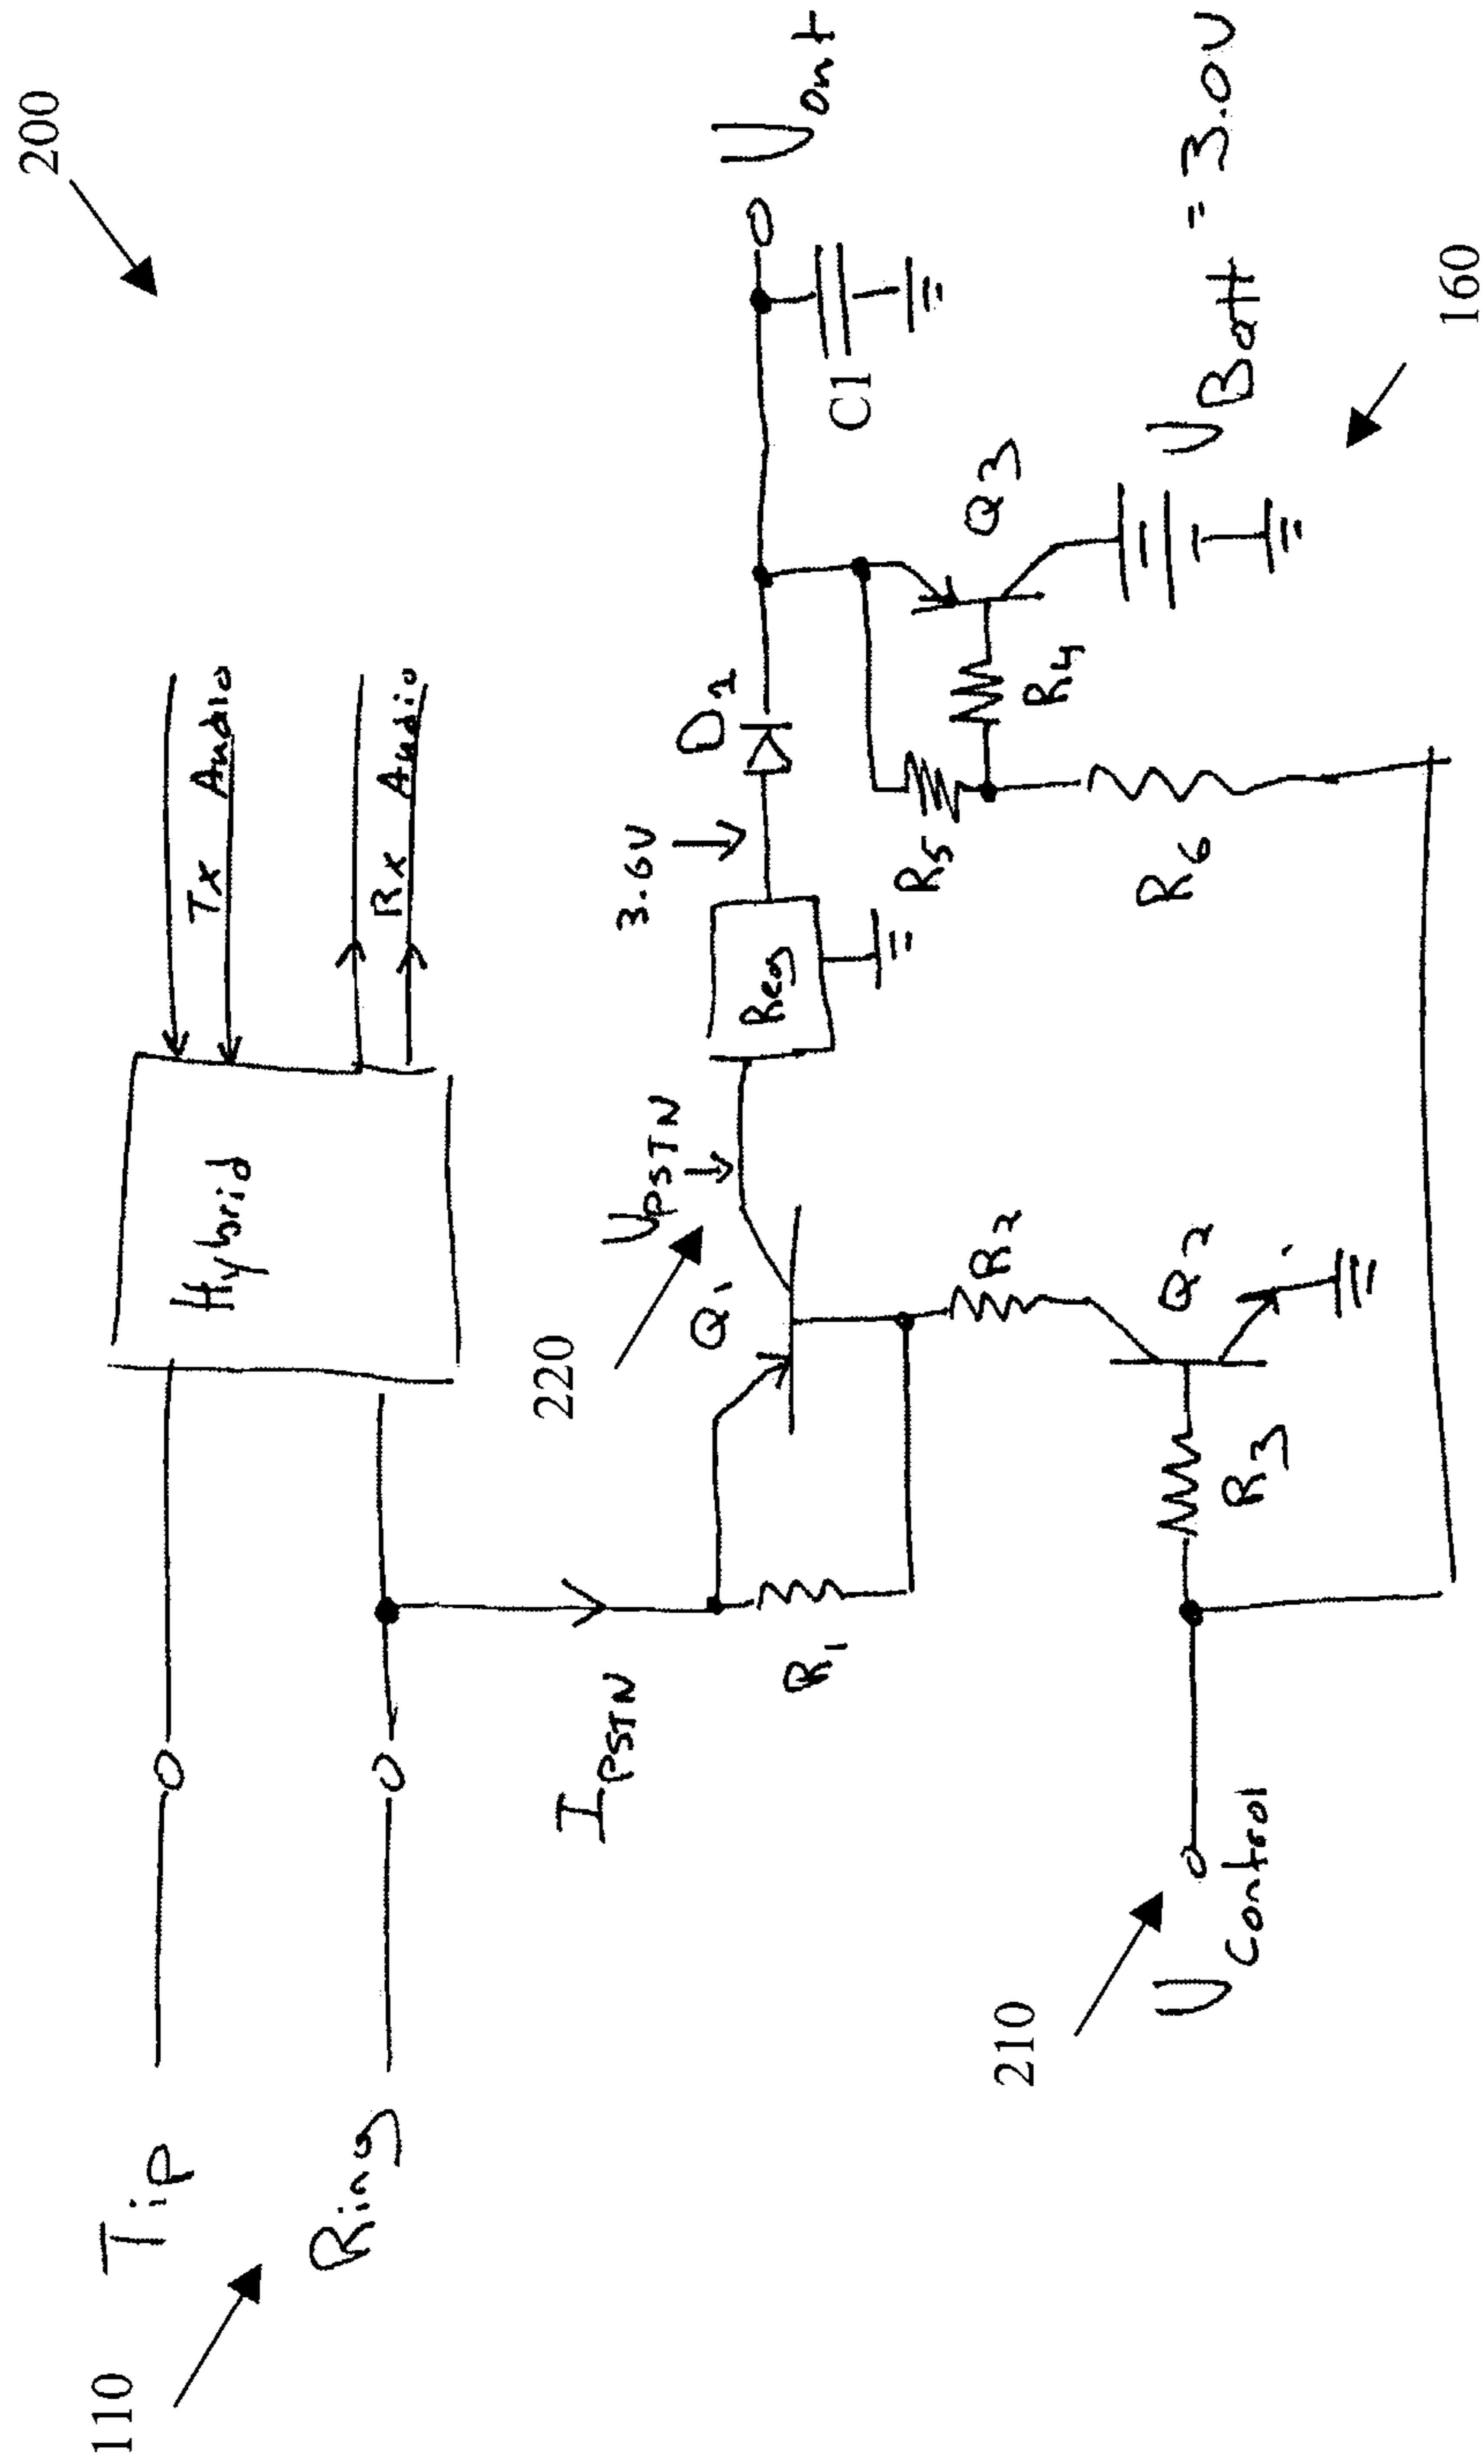 200
110
Tip
Ring
Hybrid
Tx Audio
Rx Audio
IPSTN
220
VPSTN
Q1
R1
R2
Reg
3.6V
D1
Vont
C1
Q3
R4
R5
R6
VBatt = 3.0V
160
210
Vcontrol
R3
Q2